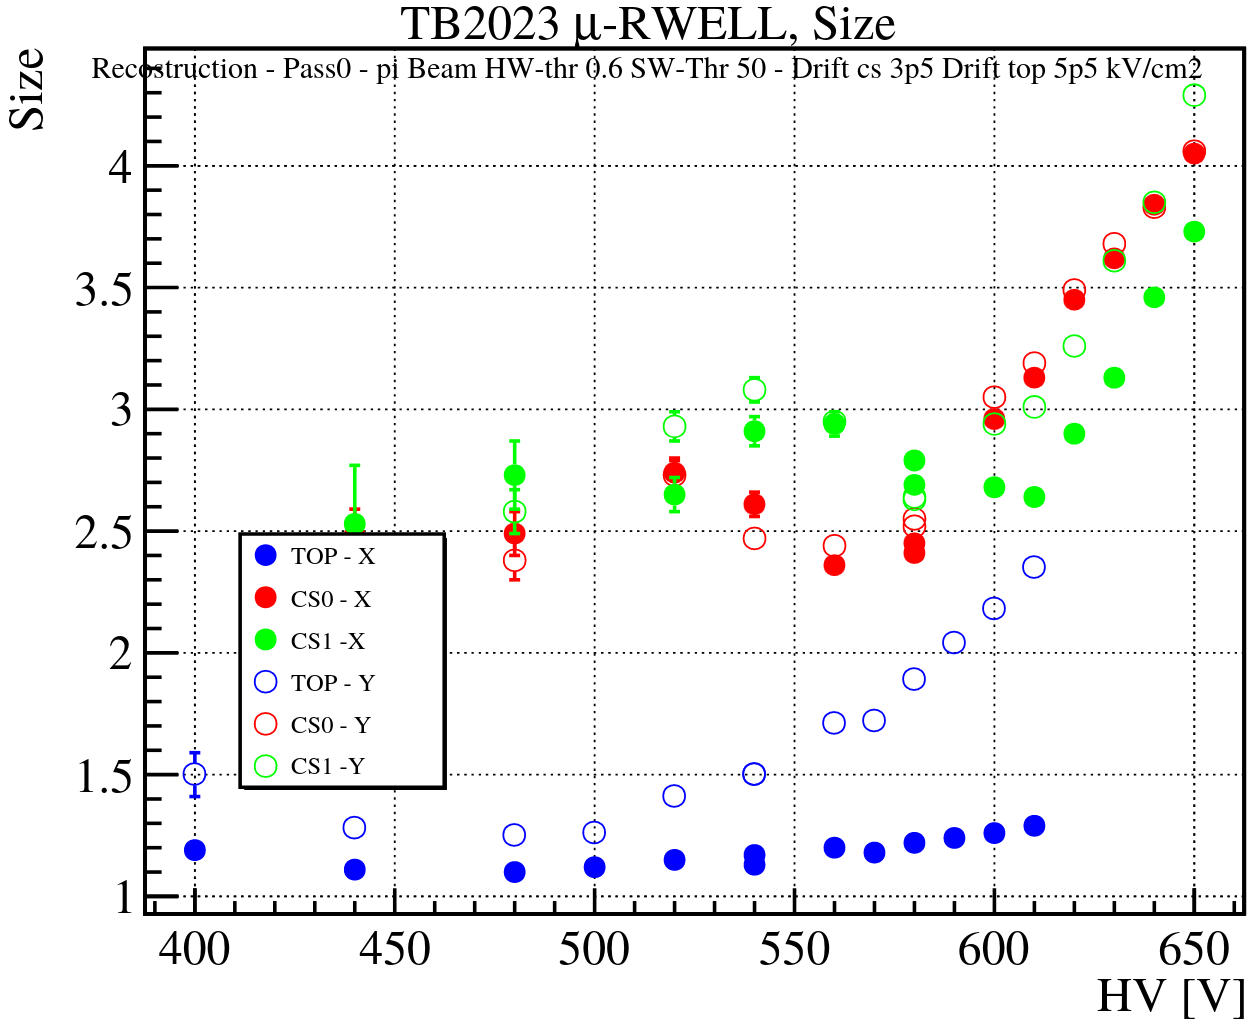 TB2023 μ-RWELL, Size
Recostruction - Pass0 - pi Beam HW-thr 0.6 SW-Thr 50 - Drift cs 3p5 Drift top 5p5 kV/cm2
Size
4
3.5
3
2.5
2
1.5
1
TOP - X
CS0 - X
CS1 -X
TOP - Y
CS0 - Y
CS1 -Y
400 450 500 550 600 650
HV [V]